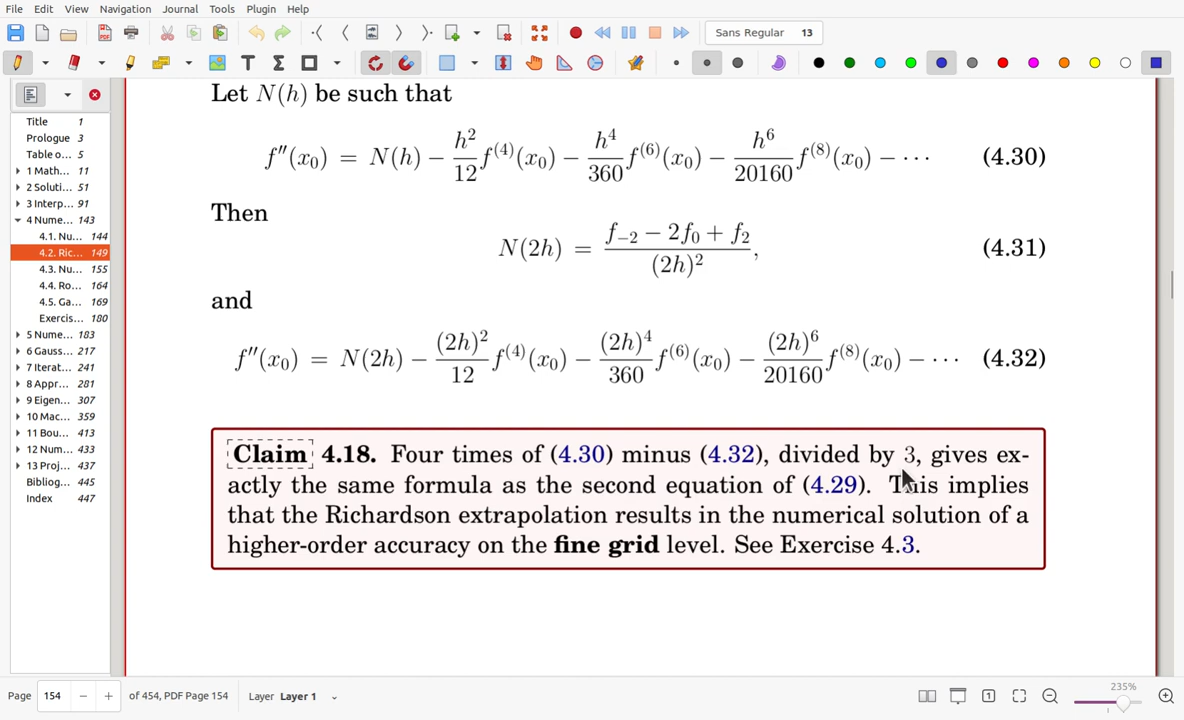 File Edit View Navigation Journal Tools Plugin Help
Sans Regular 13
Title 1
Prologue 3
Table o... 5
1 Math... 11
2 Soluti... 51
3 Interp... 91
4 Nume... 143
4.1. Nu... 144
4.2. Ric... 149
4.3. Nu... 155
4.4. Ro... 164
4.5. Ga... 169
Exercis... 180
5 Nume... 183
6 Gauss... 217
7 Iterat... 241
8 Appr... 281
9 Eigen... 307
10 Mac... 359
11 Bou... 413
12 Num... 433
13 Proj... 437
Bibliog... 445
Index 447
Let N(h) be such that
f″(x₀) = N(h) − h²/12 f⁽⁴⁾(x₀) − h⁴/360 f⁽⁶⁾(x₀) − h⁶/20160 f⁽⁸⁾(x₀) − ⋯ (4.30)
Then
N(2h) = (f₋₂ − 2f₀ + f₂)/(2h)², (4.31)
and
f″(x₀) = N(2h) − (2h)²/12 f⁽⁴⁾(x₀) − (2h)⁴/360 f⁽⁶⁾(x₀) − (2h)⁶/20160 f⁽⁸⁾(x₀) − ⋯ (4.32)
Claim 4.18. Four times of (4.30) minus (4.32), divided by 3, gives ex-
actly the same formula as the second equation of (4.29). This implies
that the Richardson extrapolation results in the numerical solution of a
higher-order accuracy on the fine grid level. See Exercise 4.3.
Page 154 of 454, PDF Page 154 Layer Layer 1 235%